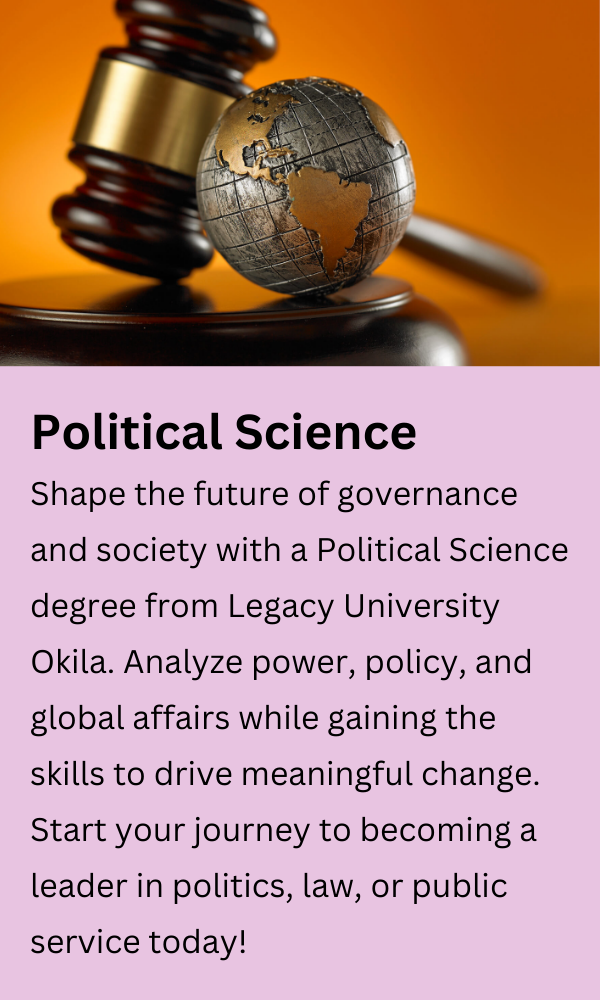 Political Science
Shape the future of governance
and society with a Political Science
degree from Legacy University
Okila. Analyze power, policy, and
global affairs while gaining the
skills to drive meaningful change.
Start your journey to becoming a
leader in politics, law, or public
service today!